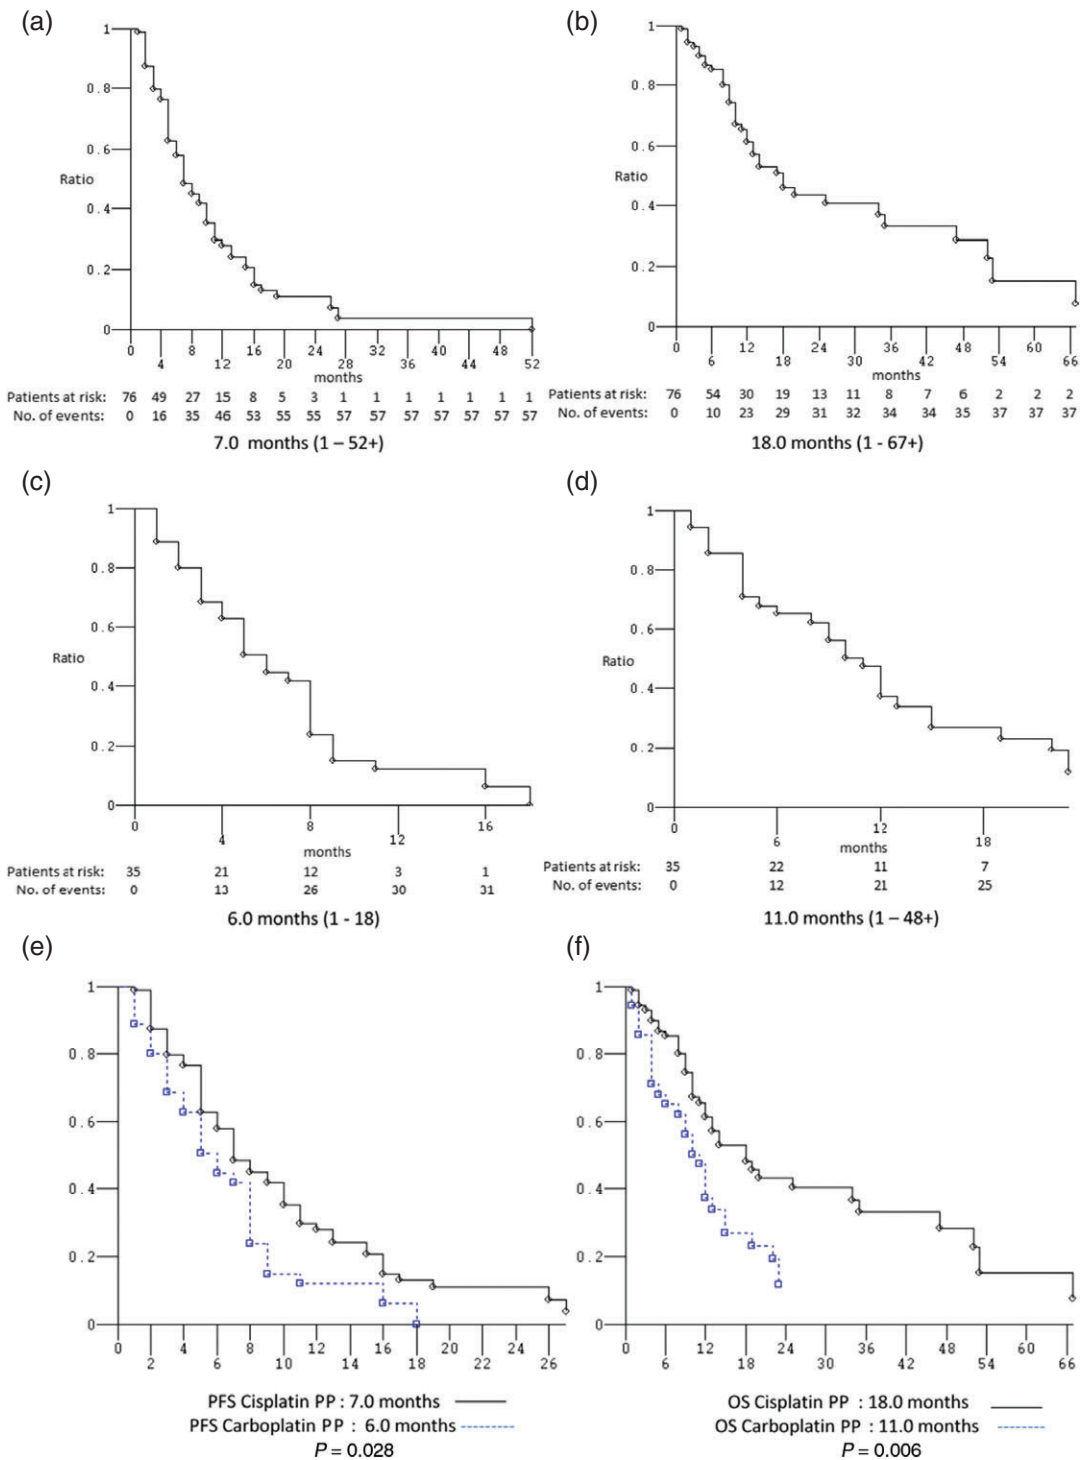 (a)
(b)
1
0.8
0.6
Ratio
0.4
0.2
0
0 4 8 12 16 20 24 28 32 36 40 44 48 52
months
Patients at risk: 76 49 27 15 8 5 3 1 1 1 1 1 1 1
No. of events: 0 16 35 46 53 55 55 57 57 57 57 57 57 57
7.0 months (1 – 52+)
1
0.8
0.6
Ratio
0.4
0.2
0
0 6 12 18 24 30 36 42 48 54 60 66
months
Patients at risk: 76 54 30 19 13 11 8 7 6 2 2 2
No. of events: 0 10 23 29 31 32 34 34 35 37 37 37
18.0 months (1 - 67+)
(c)
(d)
1
0.8
0.6
Ratio
0.4
0.2
0
0 4 8 12 16
months
Patients at risk: 35 21 12 3 1
No. of events: 0 13 26 30 31
6.0 months (1 - 18)
1
0.8
0.6
Ratio
0.4
0.2
0
0 6 12 18
months
Patients at risk: 35 22 11 7
No. of events: 0 12 21 25
11.0 months (1 – 48+)
(e)
(f)
1
0.8
0.6
0.4
0.2
0
0 2 4 6 8 10 12 14 16 18 20 22 24 26
PFS Cisplatin PP : 7.0 months
PFS Carboplatin PP : 6.0 months
P = 0.028
1
0.8
0.6
0.4
0.2
0
0 6 12 18 24 30 36 42 48 54 60 66
OS Cisplatin PP : 18.0 months
OS Carboplatin PP : 11.0 months
P = 0.006